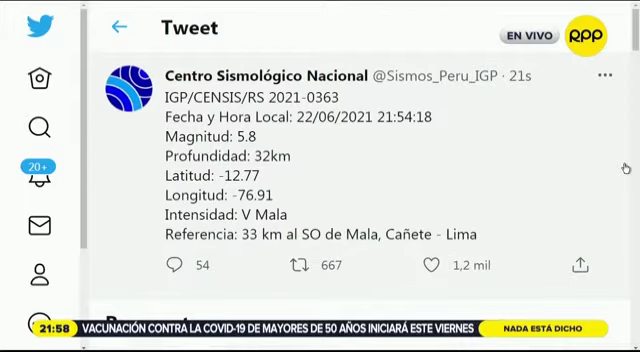 Tweet
EN VIVO
RPP
Centro Sismológico Nacional @Sismos_Peru_IGP · 21s
IGP/CENSIS/RS 2021-0363
Fecha y Hora Local: 22/06/2021 21:54:18
Magnitud: 5.8
Profundidad: 32km
Latitud: -12.77
Longitud: -76.91
Intensidad: V Mala
Referencia: 33 km al SO de Mala, Cañete - Lima
20+
54 667 1,2 mil
21:58 VACUNACIÓN CONTRA LA COVID-19 DE MAYORES DE 50 AÑOS INICIARÁ ESTE VIERNES NADA ESTÁ DICHO